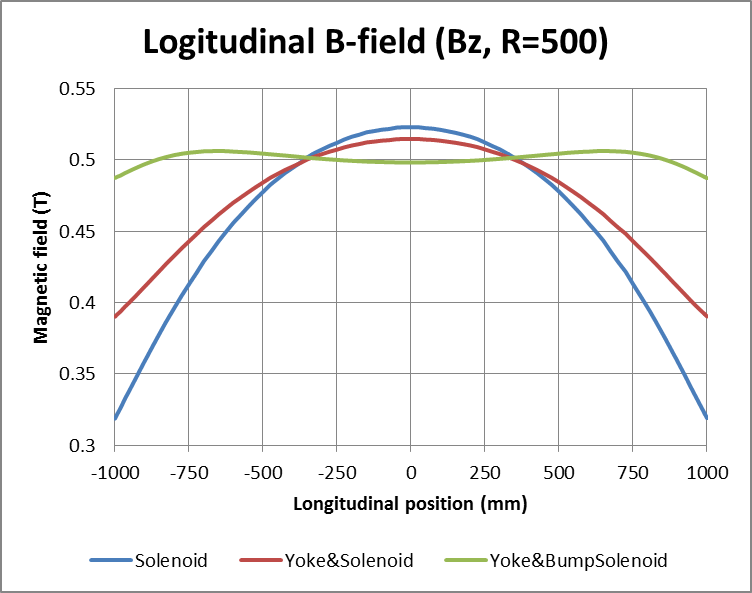 Logitudinal B-field (Bz, R=500)
Magnetic field (T)
0.55
0.5
0.45
0.4
0.35
0.3
-1000 -750 -500 -250 0 250 500 750 1000
Longitudinal position (mm)
Solenoid Yoke&Solenoid Yoke&BumpSolenoid